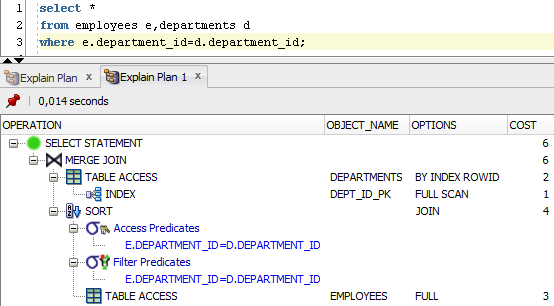 1 select *
2 from employees e,departments d
3 where e.department_id=d.department_id;
Explain Plan x Explain Plan 1 x
0,014 seconds
OPERATION OBJECT_NAME OPTIONS COST
SELECT STATEMENT 6
MERGE JOIN 6
TABLE ACCESS DEPARTMENTS BY INDEX ROWID 2
INDEX DEPT_ID_PK FULL SCAN 1
SORT JOIN 4
Access Predicates
E.DEPARTMENT_ID=D.DEPARTMENT_ID
Filter Predicates
E.DEPARTMENT_ID=D.DEPARTMENT_ID
TABLE ACCESS EMPLOYEES FULL 3